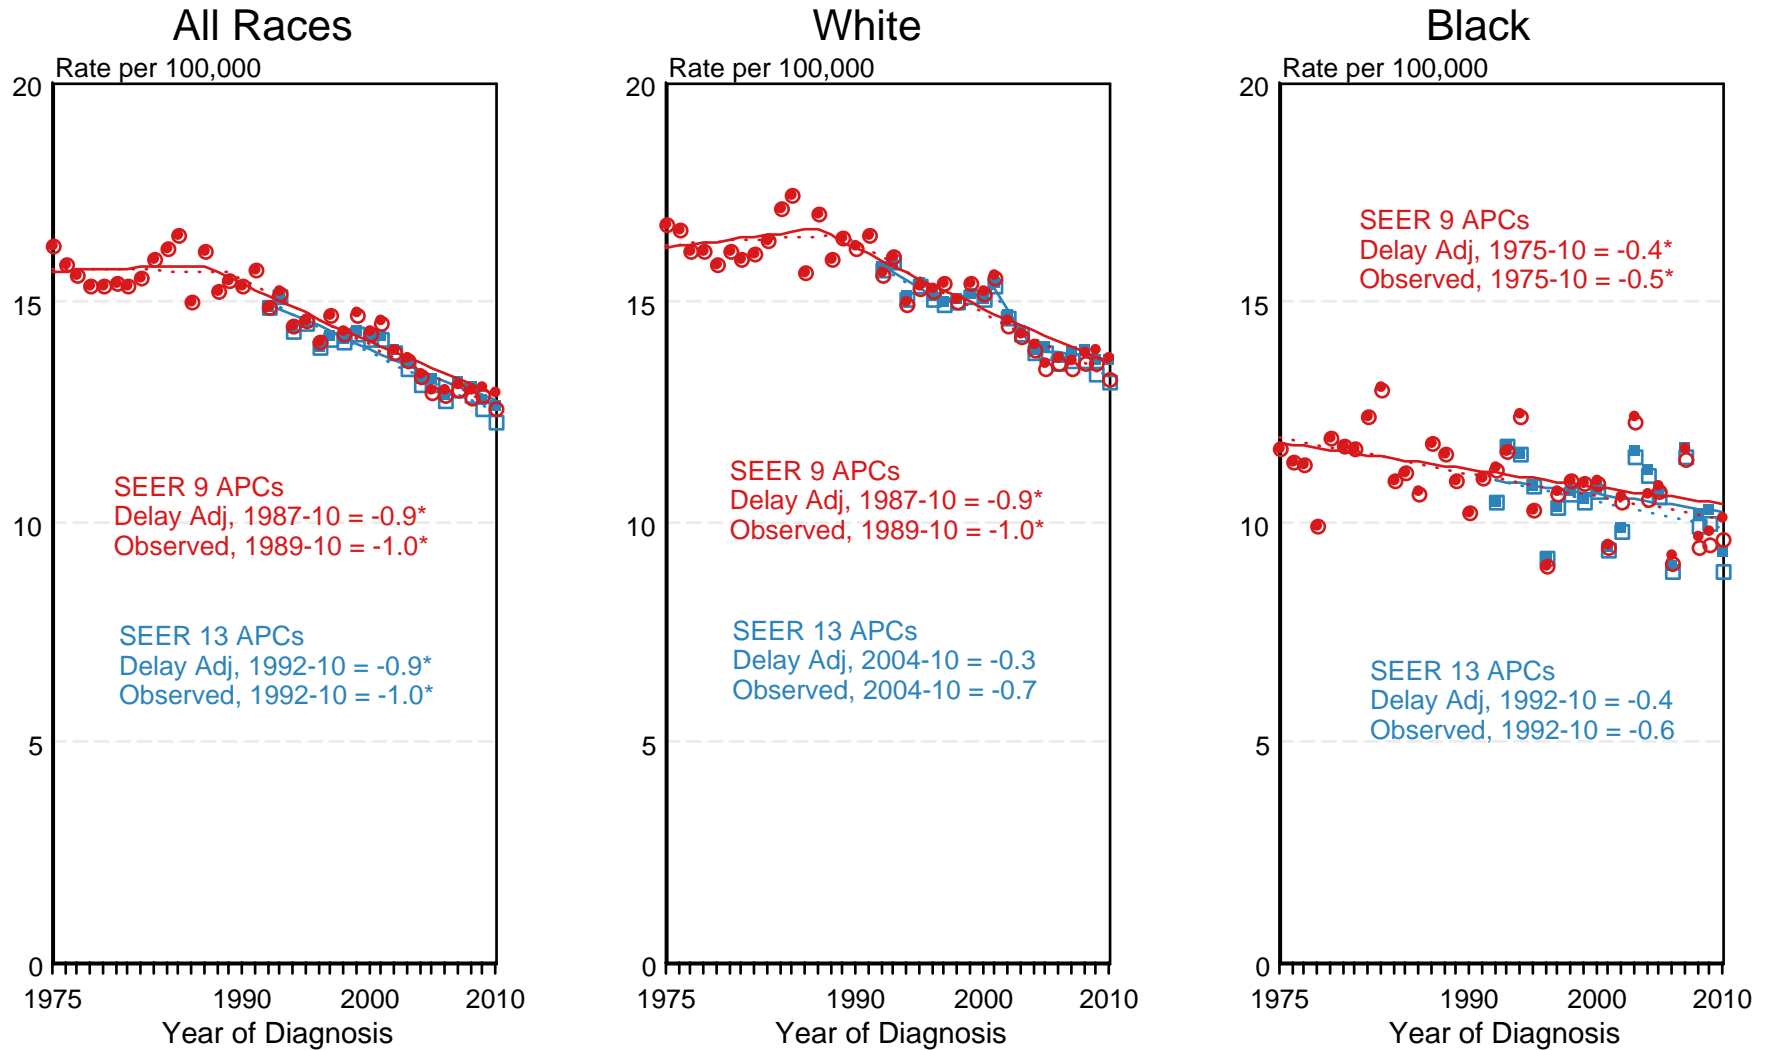 All Races
Rate per 100,000
20
15
10
5
0
SEER 9 APCs
Delay Adj, 1987-10 = -0.9*
Observed, 1989-10 = -1.0*
SEER 13 APCs
Delay Adj, 1992-10 = -0.9*
Observed, 1992-10 = -1.0*
1975 1990 2000 2010
Year of Diagnosis
White
Rate per 100,000
20
15
10
5
0
SEER 9 APCs
Delay Adj, 1987-10 = -0.9*
Observed, 1989-10 = -1.0*
SEER 13 APCs
Delay Adj, 2004-10 = -0.3
Observed, 2004-10 = -0.7
1975 1990 2000 2010
Year of Diagnosis
Black
Rate per 100,000
20
15
10
5
0
SEER 9 APCs
Delay Adj, 1975-10 = -0.4*
Observed, 1975-10 = -0.5*
SEER 13 APCs
Delay Adj, 1992-10 = -0.4
Observed, 1992-10 = -0.6
1975 1990 2000 2010
Year of Diagnosis